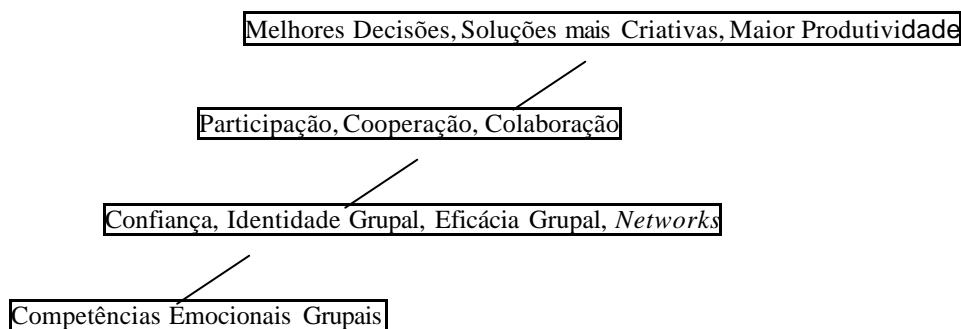 Melhores Decisões, Soluções mais Criativas, Maior Produtividade
Participação, Cooperação, Colaboração
Confiança, Identidade Grupal, Eficácia Grupal, Networks
Competências Emocionais Grupais